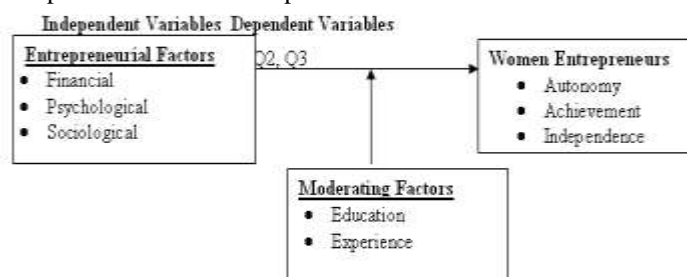 Independent Variables Dependent Variables
Entrepreneurial Factors
Q2, Q3
Women Entrepreneurs
• Financial
• Psychological
• Sociological
• Autonomy
• Achievement
• Independence
Moderating Factors
• Education
• Experience